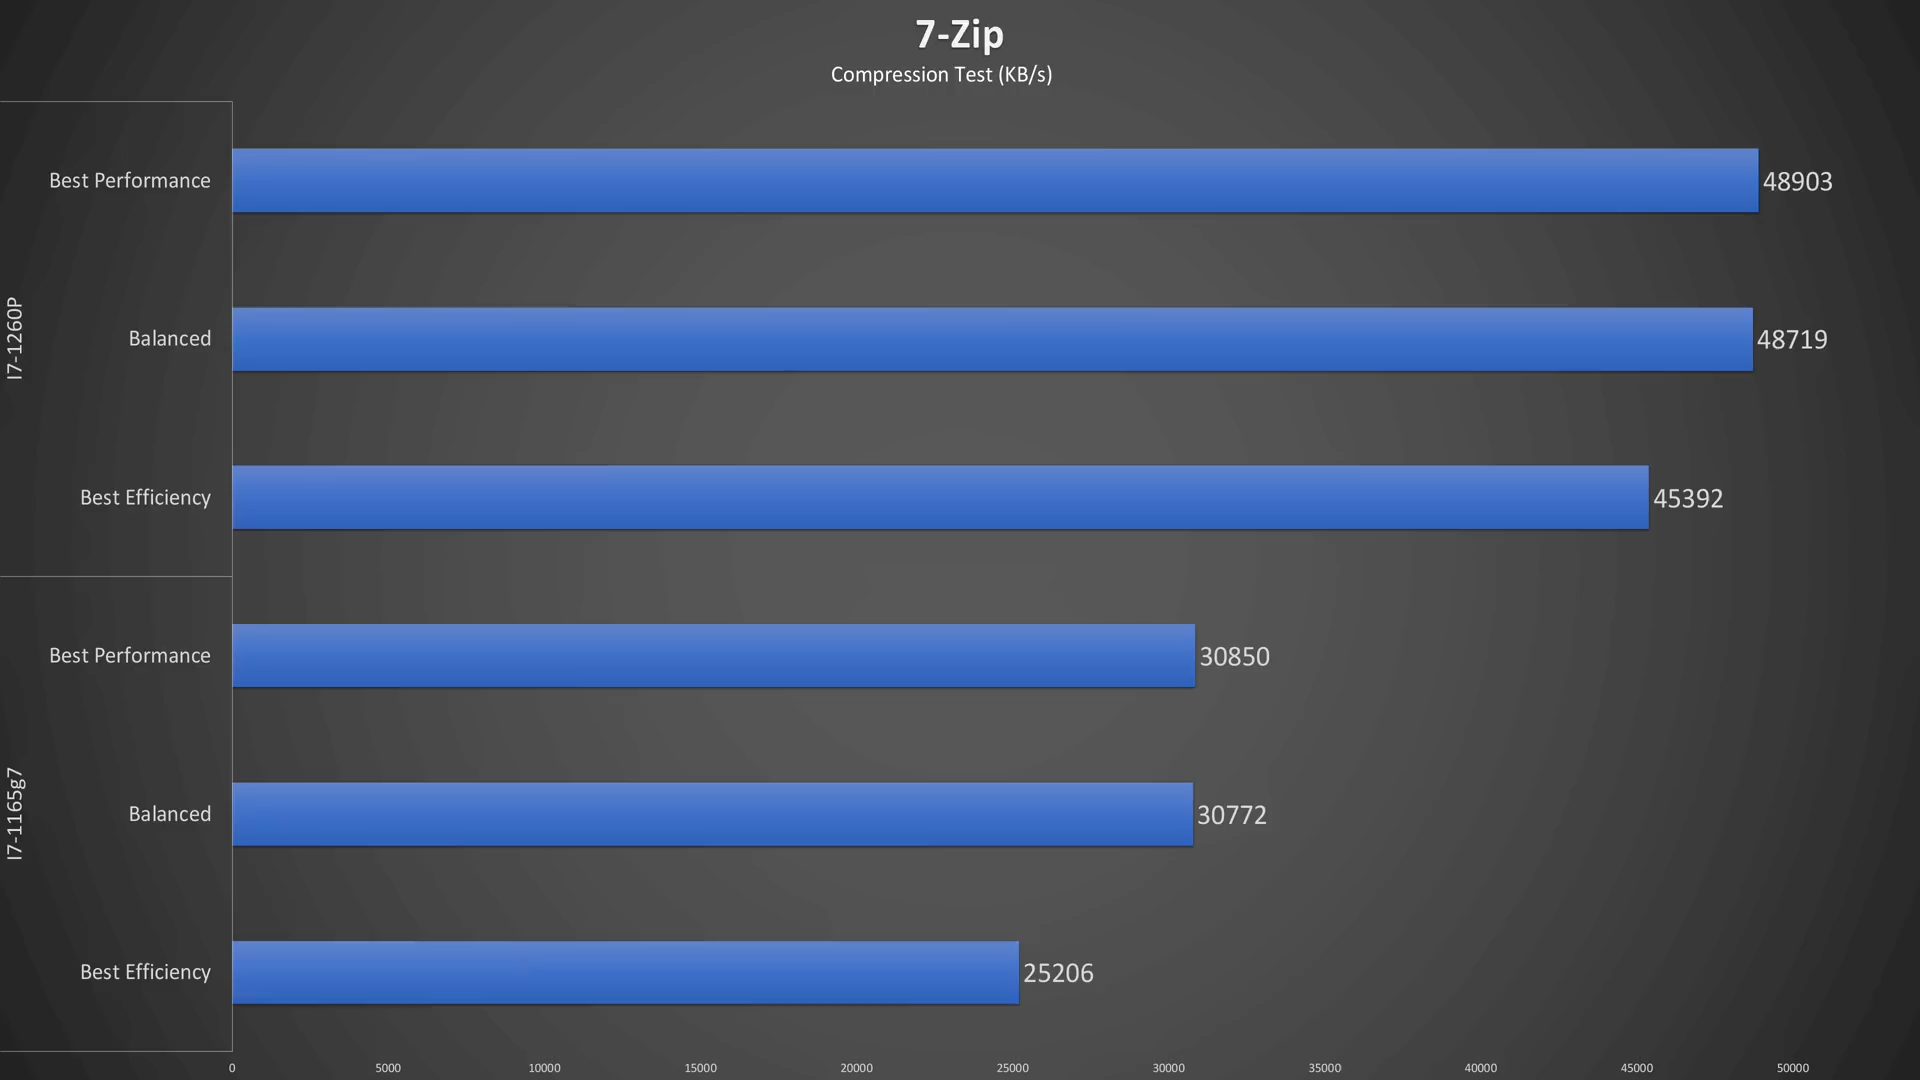 7-Zip
Compression Test (KB/s)
I7-1260P
Best Performance 48903
Balanced 48719
Best Efficiency 45392
I7-1165g7
Best Performance 30850
Balanced 30772
Best Efficiency 25206
0 5000 10000 15000 20000 25000 30000 35000 40000 45000 50000